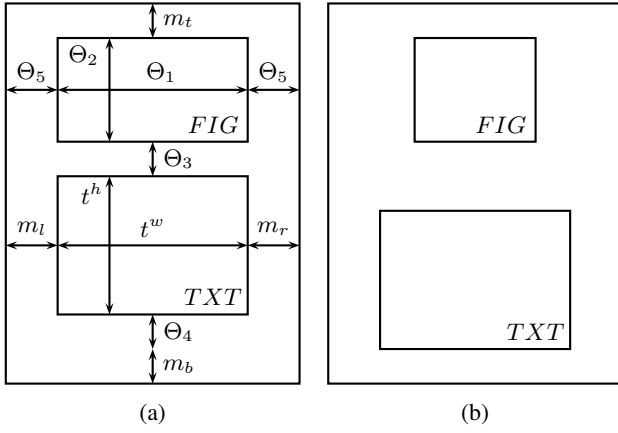 m_t
Θ_2
Θ_5 Θ_1 Θ_5
FIG FIG
Θ_3
t^h
m_l t^w m_r
TXT TXT
Θ_4
m_b
(a) (b)